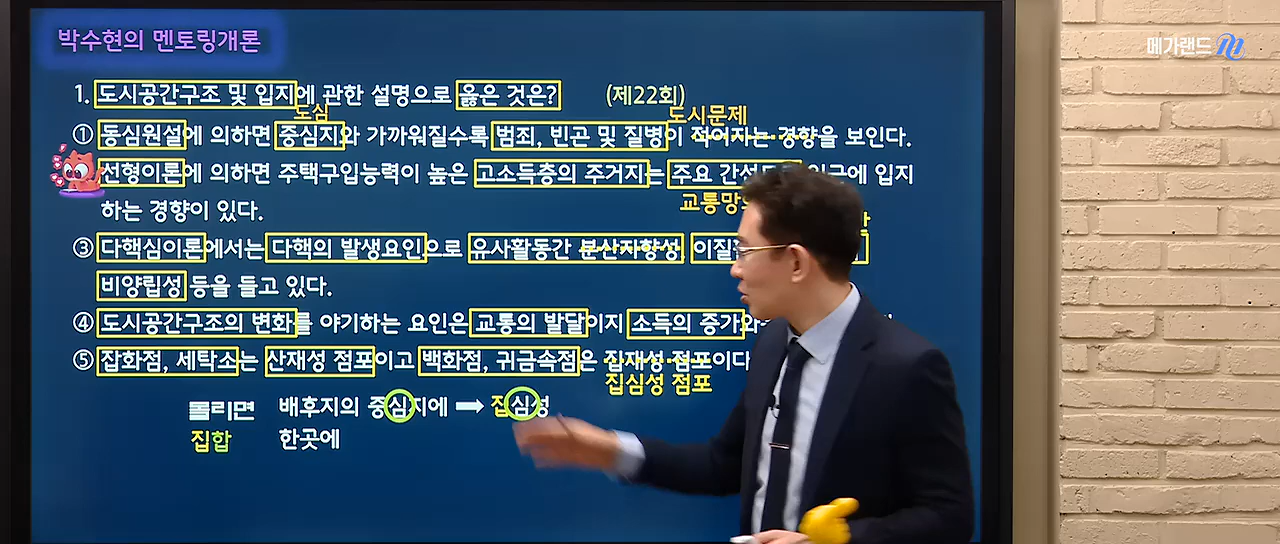 박수현의 멘토링개론
메가랜드
1. 도시공간구조 및 입지에 관한 설명으로 옳은 것은? (제22회)
도심
도시문제
① 동심원설에 의하면 중심지와 가까워질수록 범죄, 빈곤 및 질병이 적어지는 경향을 보인다.
선형이론에 의하면 주택구입능력이 높은 고소득층의 주거지는 주요 간선도로 인근에 입지
하는 경향이 있다.
교통망
③ 다핵심이론에서는 다핵의 발생요인으로 유사활동간 분산지향성, 이질
비양립성 등을 들고 있다.
④ 도시공간구조의 변화를 야기하는 요인은 교통의 발달이지 소득의 증가와
⑤ 잡화점, 세탁소는 산재성 점포이고 백화점, 귀금속점은 집재성 점포이다
집심성 점포
몰리면 배후지의 중심지에 ➡ 집심성
집합 한곳에